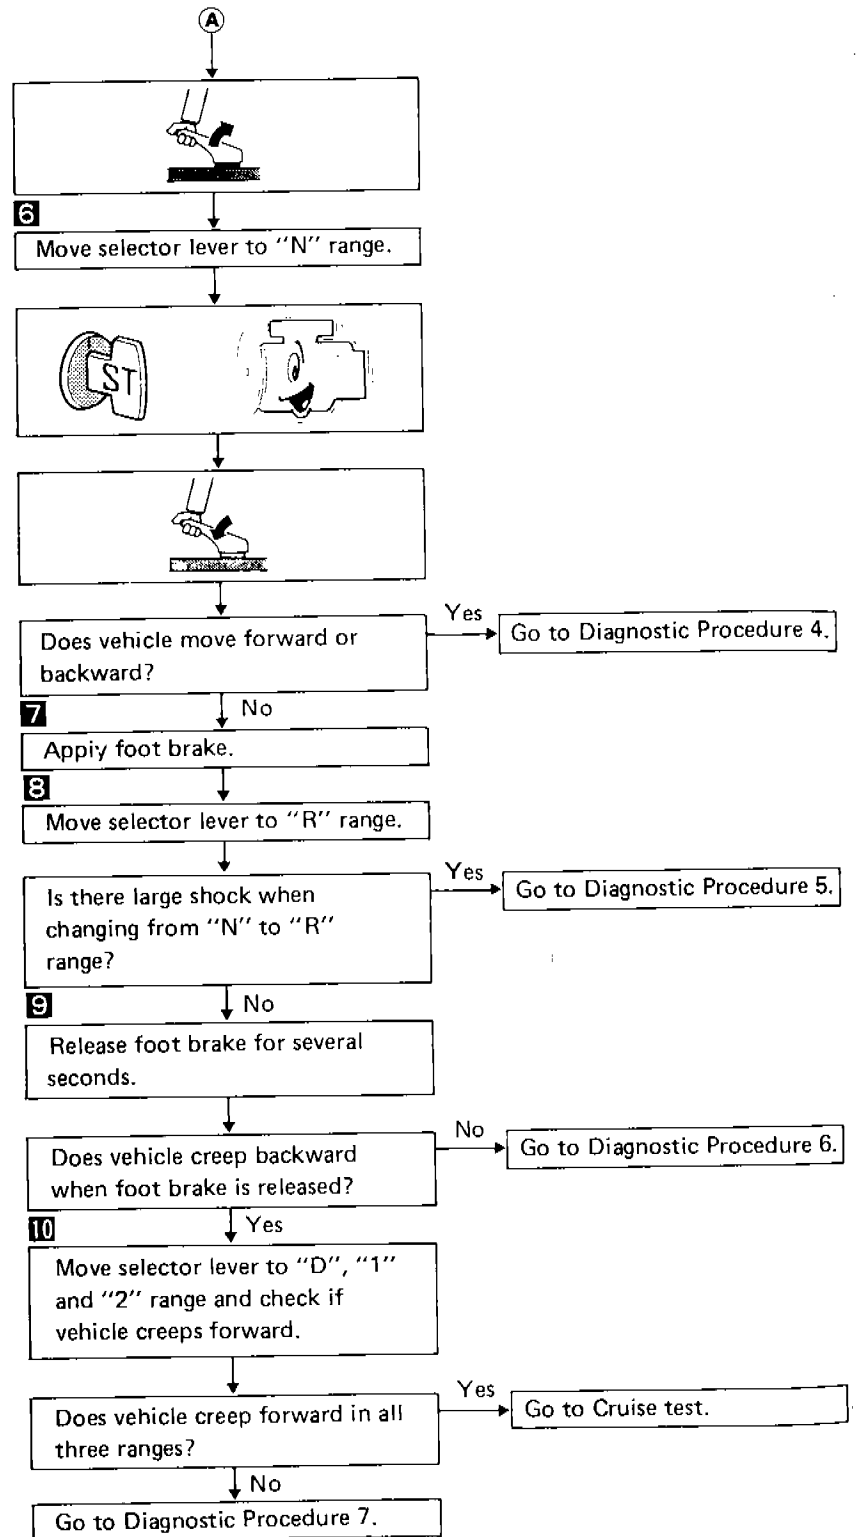 A
6
Move selector lever to “N” range.
ST
Does vehicle move forward or
backward?
Yes
Go to Diagnostic Procedure 4.
7
No
Appiy foot brake.
8
Move selector lever to “R” range.
Is there large shock when
changing from “N” to “R”
range?
Yes
Go to Diagnostic Procedure 5.
9
No
Release foot brake for several
seconds.
Does vehicle creep backward
when foot brake is released?
No
Go to Diagnostic Procedure 6.
10
Yes
Move selector lever to “D”, “1”
and “2” range and check if
vehicle creeps forward.
Does vehicle creep forward in all
three ranges?
Yes
Go to Cruise test.
No
Go to Diagnostic Procedure 7.